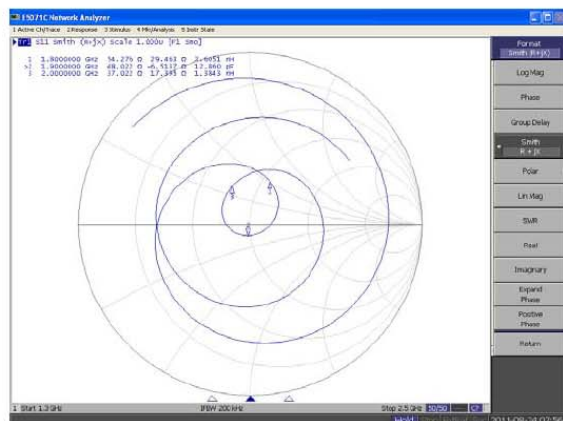 E5071C Network Analyzer
1 Active Ch/Trace 2 Response 3 Stimulus 4 Mkr/Analysis 5 Instr State
Tr1 S11 Smith (R+jX) Scale 1.000U [F1 Smo]
1 1.8000000 GHz 54.276 Ω 29.463 Ω 2.6051 nH
>2 1.9000000 GHz 48.022 Ω -6.5137 Ω 12.860 pF
3 2.0000000 GHz 37.022 Ω 17.395 Ω 1.3843 nH
Format
Smith (R+jX)
Log Mag
Phase
Group Delay
Smith
R + jX
Polar
Lin Mag
SWR
Real
Imaginary
Expand
Phase
Positive
Phase
Return
1 Start 1.3 GHz IFBW 200 kHz Stop 2.5 GHz
Hold